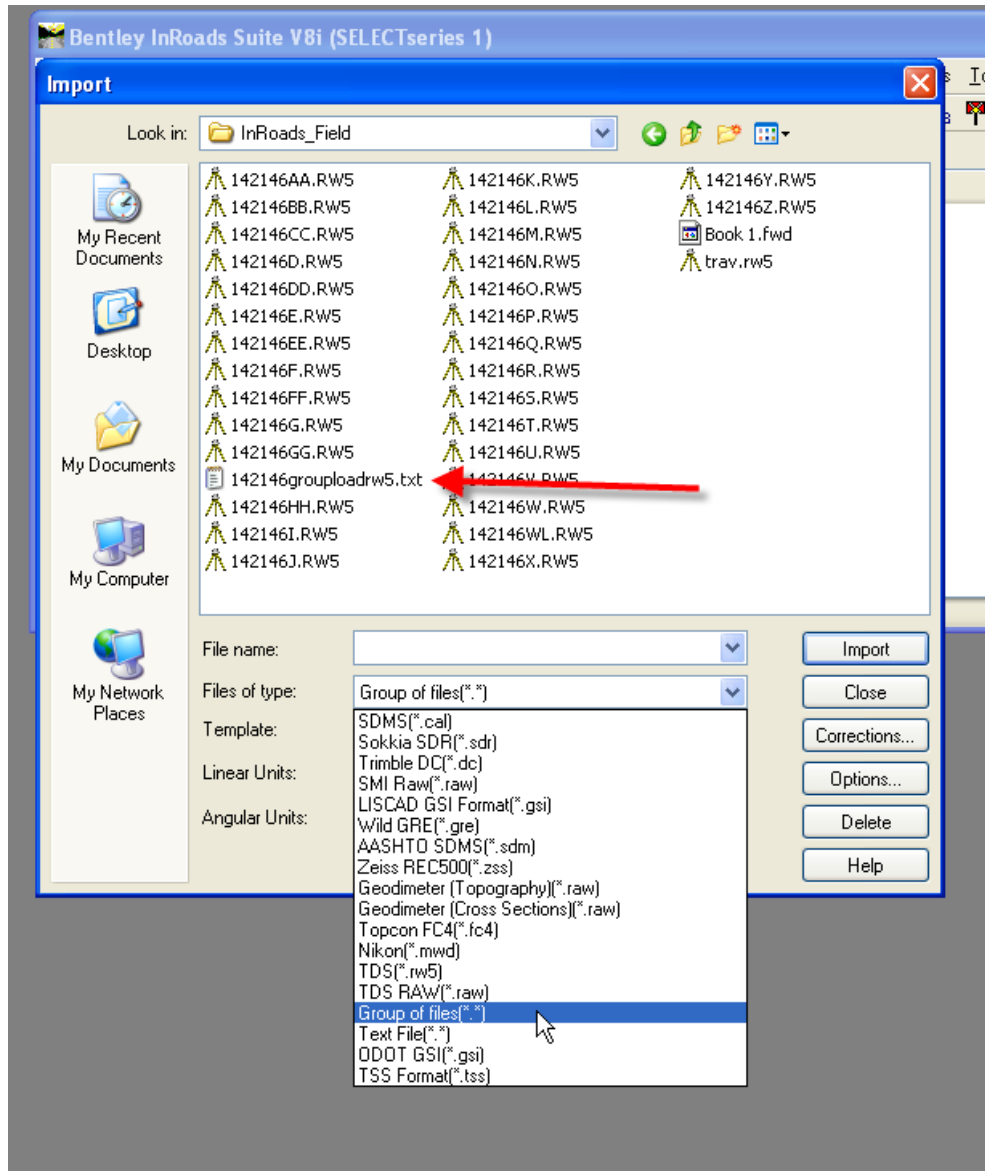 Bentley InRoads Suite V8i (SELECTseries 1)
Import
Look in:
InRoads_Field
My Recent Documents
Desktop
My Documents
My Computer
My Network Places
142146AA.RW5
142146BB.RW5
142146CC.RW5
142146D.RW5
142146DD.RW5
142146E.RW5
142146EE.RW5
142146F.RW5
142146FF.RW5
142146G.RW5
142146GG.RW5
142146grouploadrw5.txt
142146HH.RW5
142146I.RW5
142146J.RW5
142146K.RW5
142146L.RW5
142146M.RW5
142146N.RW5
142146O.RW5
142146P.RW5
142146Q.RW5
142146R.RW5
142146S.RW5
142146T.RW5
142146U.RW5
142146V.RW5
142146W.RW5
142146WL.RW5
142146X.RW5
142146Y.RW5
142146Z.RW5
Book 1.fwd
trav.rw5
File name:
Import
Files of type:
Group of files(*.*)
Close
Template:
Corrections...
Linear Units:
Options...
Angular Units:
Delete
Help
SDMS(*.cal)
Sokkia SDR(*.sdr)
Trimble DC(*.dc)
SMI Raw(*.raw)
LISCAD GSI Format(*.gsi)
Wild GRE(*.gre)
AASHTO SDMS(*.sdm)
Zeiss REC500(*.zss)
Geodimeter (Topography)(*.raw)
Geodimeter (Cross Sections)(*.raw)
Topcon FC4(*.fc4)
Nikon(*.mwd)
TDS(*.rw5)
TDS RAW(*.raw)
Group of files(*.*)
Text File(*.*)
ODOT GSI(*.gsi)
TSS Format(*.tss)